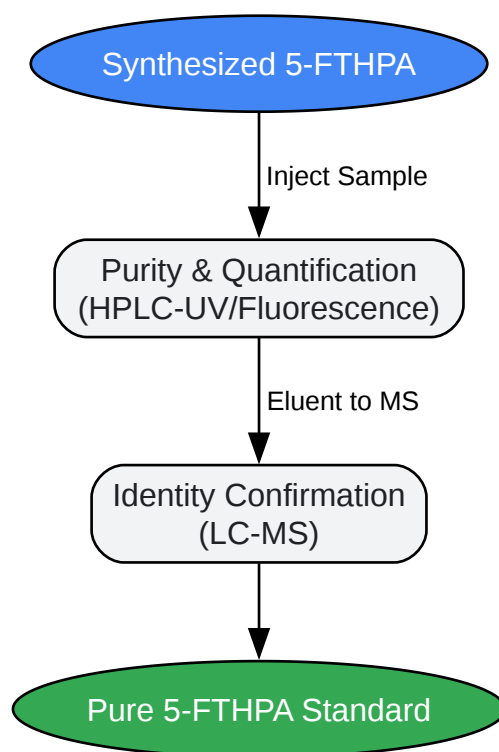 Synthesized 5-FTHPA
Inject Sample
Purity & Quantification
(HPLC-UV/Fluorescence)
Eluent to MS
Identity Confirmation
(LC-MS)
Pure 5-FTHPA Standard